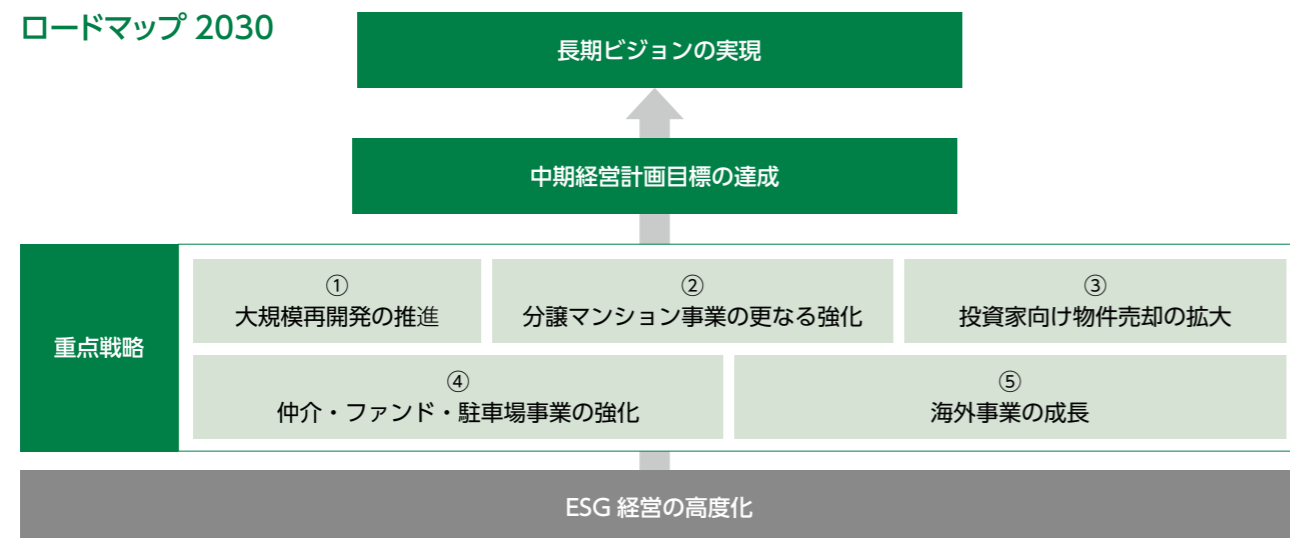 ロードマップ 2030
長期ビジョンの実現
中期経営計画目標の達成
重点戦略
①
大規模再開発の推進
②
分譲マンション事業の更なる強化
③
投資家向け物件売却の拡大
④
仲介・ファンド・駐車場事業の強化
⑤
海外事業の成長
ESG 経営の高度化